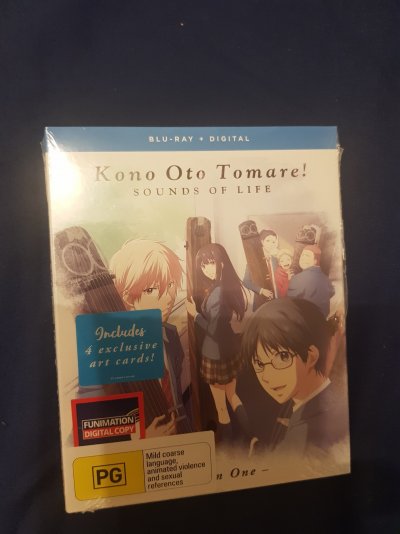 BLU-RAY + DIGITAL
Kono Oto Tomare!
SOUNDS OF LIFE
Includes
4 exclusive
art cards!
FUNIMATION
DIGITAL COPY
PG
Mild coarse
language,
animated violence
and sexual
references
n One –